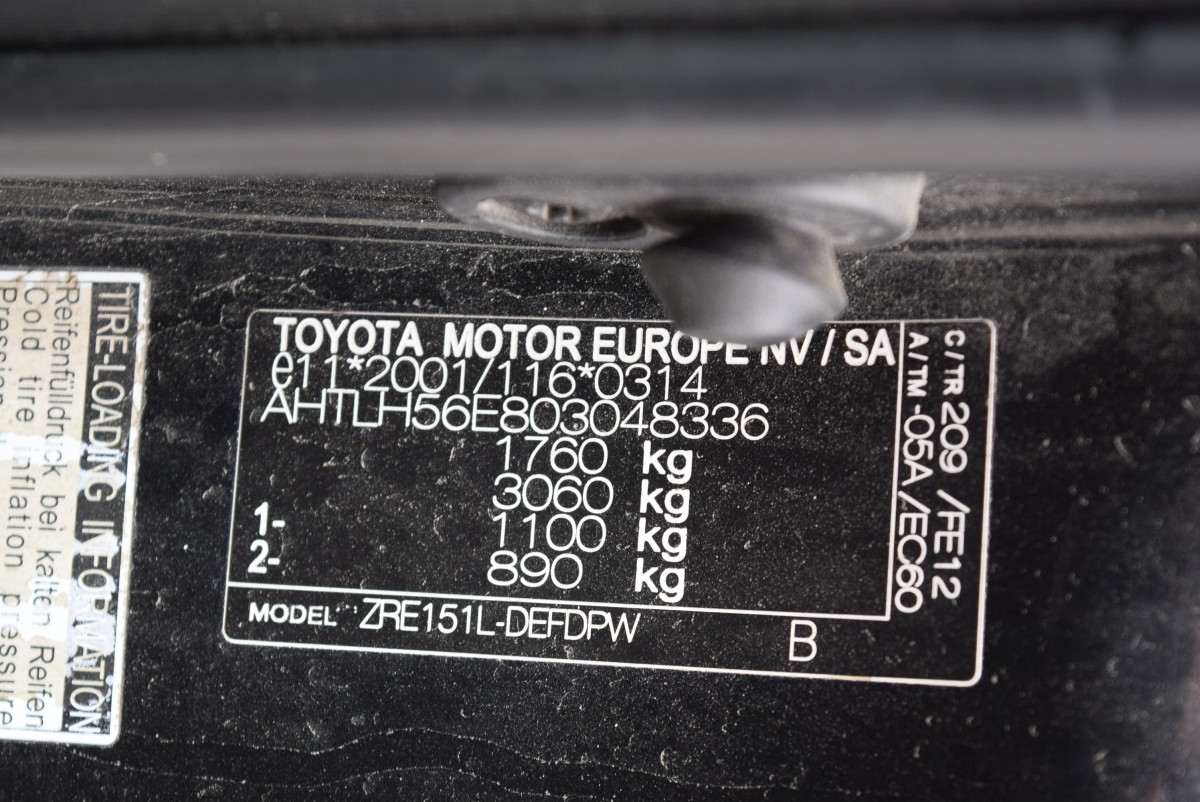 TIRE-LOADING INFORMATION
Reifenfülldruck bei kalten Reifen
Cold tire inflation pressure
TOYOTA MOTOR EUROPE NV / SA
e11*2001/116*0314
AHTLH56E803048336
1760 kg
3060 kg
1- 1100 kg
2- 890 kg
MODEL ZRE151L-DEFDPW B
C / TR 209 /FE12
A / TM -05A /EC60